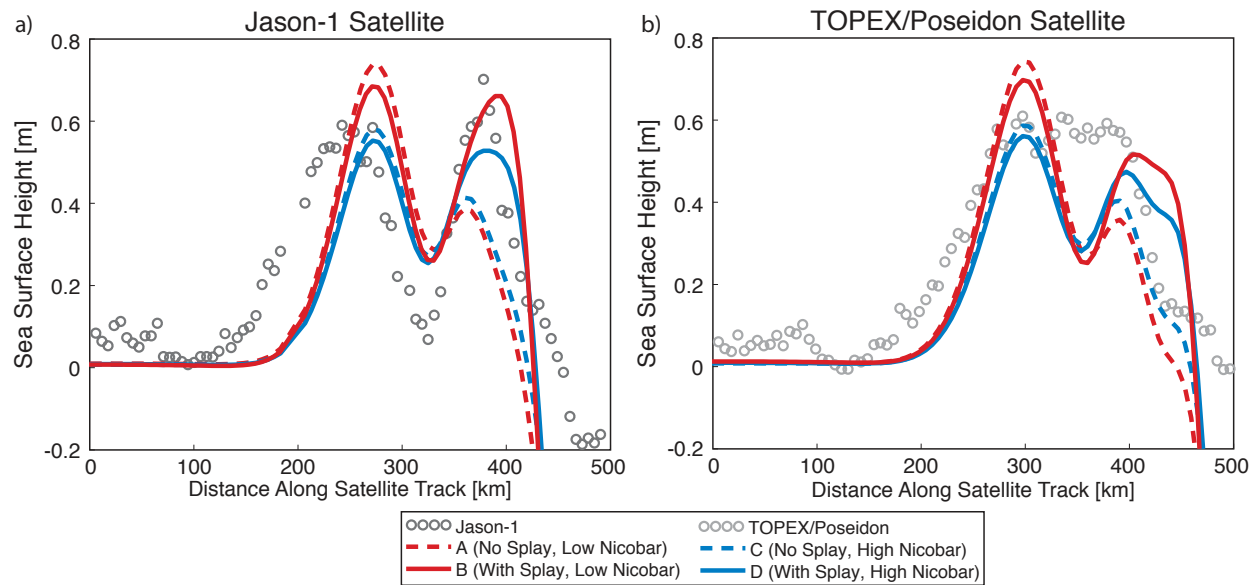 a) Jason-1 Satellite
0.8
0.6
0.4
0.2
0
-0.2
Sea Surface Height [m]
0 100 200 300 400 500
Distance Along Satellite Track [km]
b) TOPEX/Poseidon Satellite
0.8
0.6
0.4
0.2
0
-0.2
Sea Surface Height [m]
0 100 200 300 400 500
Distance Along Satellite Track [km]
Jason-1
A (No Splay, Low Nicobar)
B (With Splay, Low Nicobar)
TOPEX/Poseidon
C (No Splay, High Nicobar)
D (With Splay, High Nicobar)